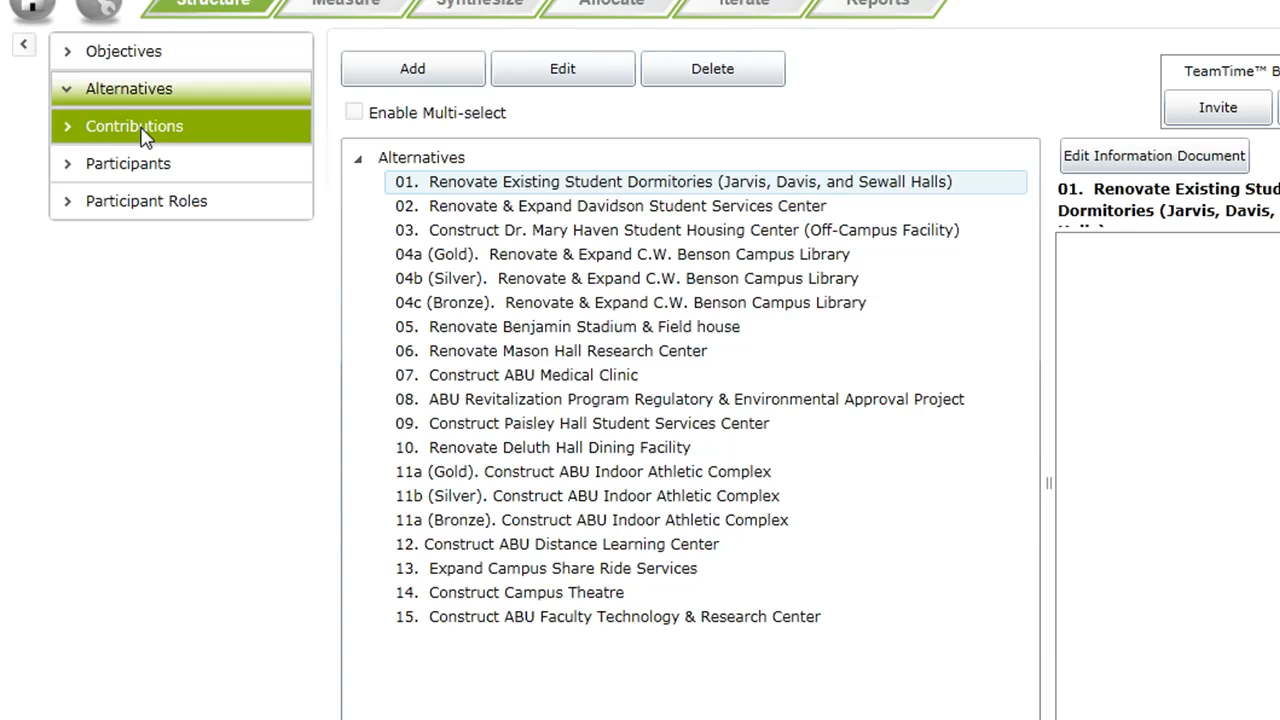 Structure Measure Synthesize Allocate Iterate Reports
Objectives
Alternatives
Contributions
Participants
Participant Roles
Add Edit Delete
Enable Multi-select
TeamTime™ B
Invite
Alternatives
01. Renovate Existing Student Dormitories (Jarvis, Davis, and Sewall Halls)
02. Renovate & Expand Davidson Student Services Center
03. Construct Dr. Mary Haven Student Housing Center (Off-Campus Facility)
04a (Gold). Renovate & Expand C.W. Benson Campus Library
04b (Silver). Renovate & Expand C.W. Benson Campus Library
04c (Bronze). Renovate & Expand C.W. Benson Campus Library
05. Renovate Benjamin Stadium & Field house
06. Renovate Mason Hall Research Center
07. Construct ABU Medical Clinic
08. ABU Revitalization Program Regulatory & Environmental Approval Project
09. Construct Paisley Hall Student Services Center
10. Renovate Deluth Hall Dining Facility
11a (Gold). Construct ABU Indoor Athletic Complex
11b (Silver). Construct ABU Indoor Athletic Complex
11a (Bronze). Construct ABU Indoor Athletic Complex
12. Construct ABU Distance Learning Center
13. Expand Campus Share Ride Services
14. Construct Campus Theatre
15. Construct ABU Faculty Technology & Research Center
Edit Information Document
01. Renovate Existing Stud
Dormitories (Jarvis, Davis,